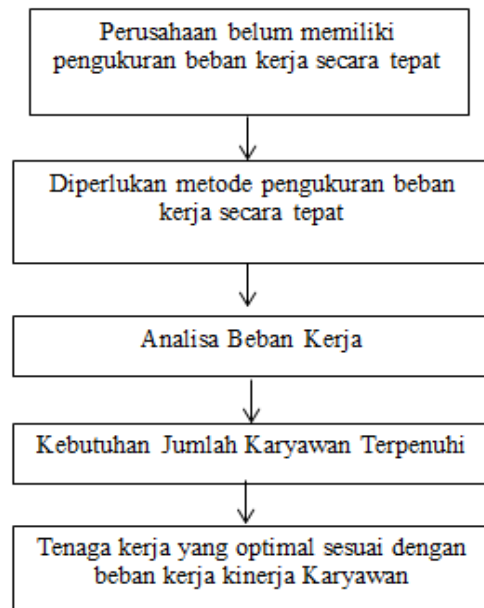 Perusahaan belum memiliki
pengukuran beban kerja secara tepat
Diperlukan metode pengukuran beban
kerja secara tepat
Analisa Beban Kerja
Kebutuhan Jumlah Karyawan Terpenuhi
Tenaga kerja yang optimal sesuai dengan
beban kerja kinerja Karyawan